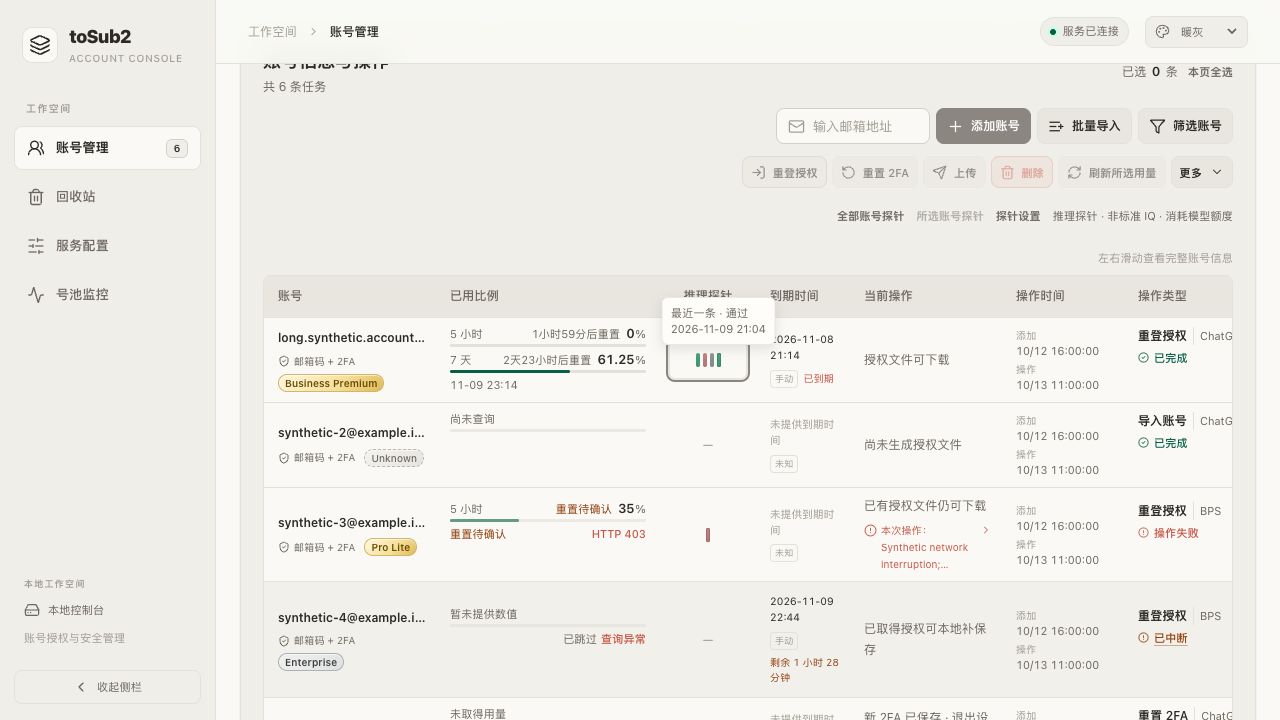 toSub2
ACCOUNT CONSOLE
工作空间
账号管理 6
回收站
服务配置
号池监控
本地工作空间
本地控制台
账号授权与安全管理
收起侧栏
工作空间 > 账号管理
服务已连接
暖灰
账号信息与操作
共 6 条任务
已选 0 条 本页全选
输入邮箱地址
添加账号
批量导入
筛选账号
重登授权
重置 2FA
上传
删除
刷新所选用量
更多
全部账号探针 所选账号探针 探针设置 推理探针 · 非标准 IQ · 消耗模型额度
左右滑动查看完整账号信息
账号 已用比例 推理探针 到期时间 当前操作 操作时间 操作类型
最近一条 · 通过
2026-11-09 21:04
long.synthetic.account...
邮箱码 + 2FA
Business Premium
5 小时 1小时59分后重置 0%
7 天 2天23小时后重置 61.25%
11-09 23:14
2026-11-08
21:14
手动 已到期
授权文件可下载
添加
10/12 16:00:00
操作
10/13 11:00:00
重登授权 ChatG
已完成
synthetic-2@example.i...
邮箱码 + 2FA Unknown
尚未查询
—
未提供到期时
间
未知
尚未生成授权文件
添加
10/12 16:00:00
操作
10/13 11:00:00
导入账号 ChatG
已完成
synthetic-3@example.i...
邮箱码 + 2FA Pro Lite
5 小时 重置待确认 35%
重置待确认 HTTP 403
未提供到期时
间
未知
已有授权文件仍可下载
本次操作:
Synthetic network
interruption;...
添加
10/12 16:00:00
操作
10/13 11:00:00
重登授权 BPS
操作失败
synthetic-4@example.i...
邮箱码 + 2FA
Enterprise
暂未提供数值
已跳过 查询异常
—
2026-11-09
22:44
手动
剩余 1 小时 28
分钟
已取得授权可本地补保
存
添加
10/12 16:00:00
操作
10/13 11:00:00
重登授权 BPS
已中断
未取得用量
未提供到期时
新 2FA 已保存 · 退出设
添加
重置 2FA ChatG